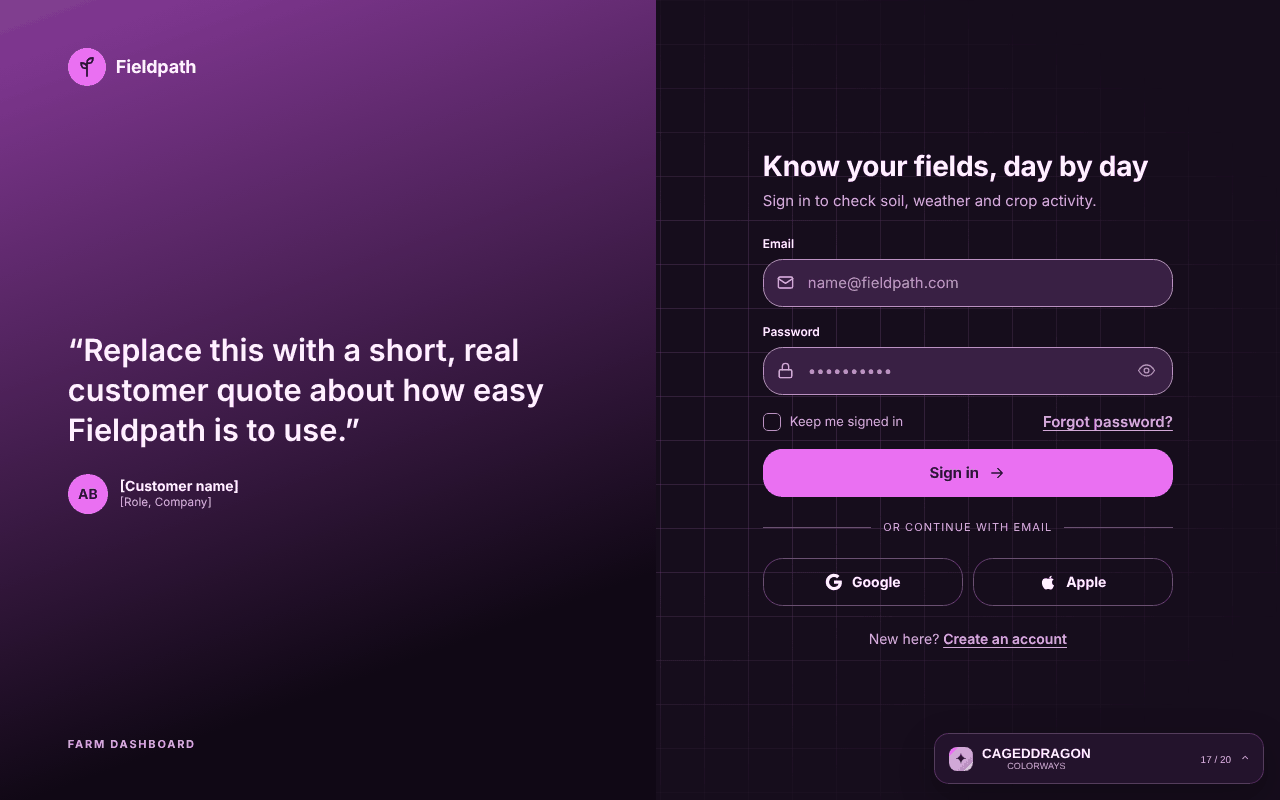 Fieldpath
“Replace this with a short, real
customer quote about how easy
Fieldpath is to use.”
AB
[Customer name]
[Role, Company]
FARM DASHBOARD
Know your fields, day by day
Sign in to check soil, weather and crop activity.
Email
name@fieldpath.com
Password
Keep me signed in
Forgot password?
Sign in
OR CONTINUE WITH EMAIL
Google
Apple
New here? Create an account
CAGEDDRAGON
COLORWAYS
17 / 20